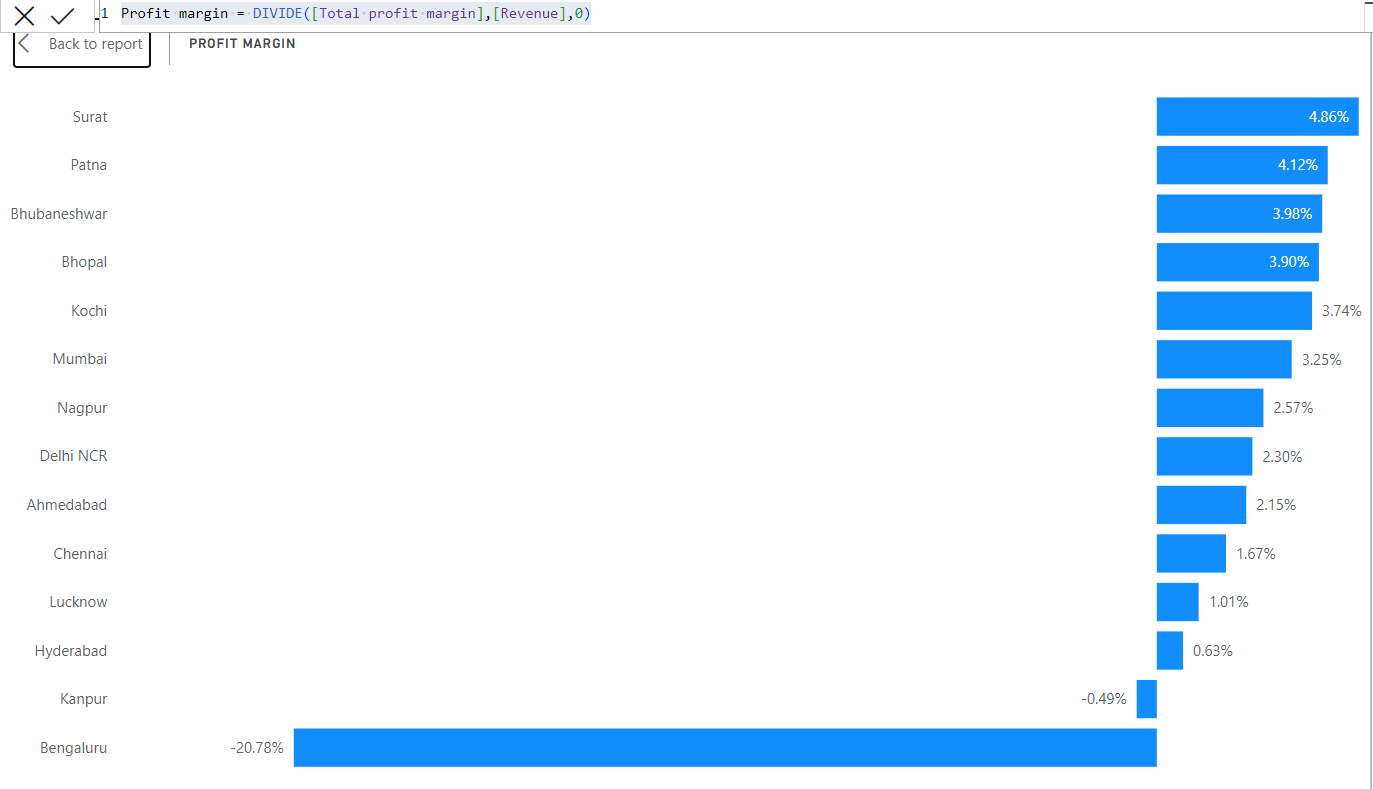 1 Profit margin = DIVIDE([Total profit margin],[Revenue],0)
Back to report PROFIT MARGIN
Surat 4.86%
Patna 4.12%
Bhubaneshwar 3.98%
Bhopal 3.90%
Kochi 3.74%
Mumbai 3.25%
Nagpur 2.57%
Delhi NCR 2.30%
Ahmedabad 2.15%
Chennai 1.67%
Lucknow 1.01%
Hyderabad 0.63%
Kanpur -0.49%
Bengaluru -20.78%